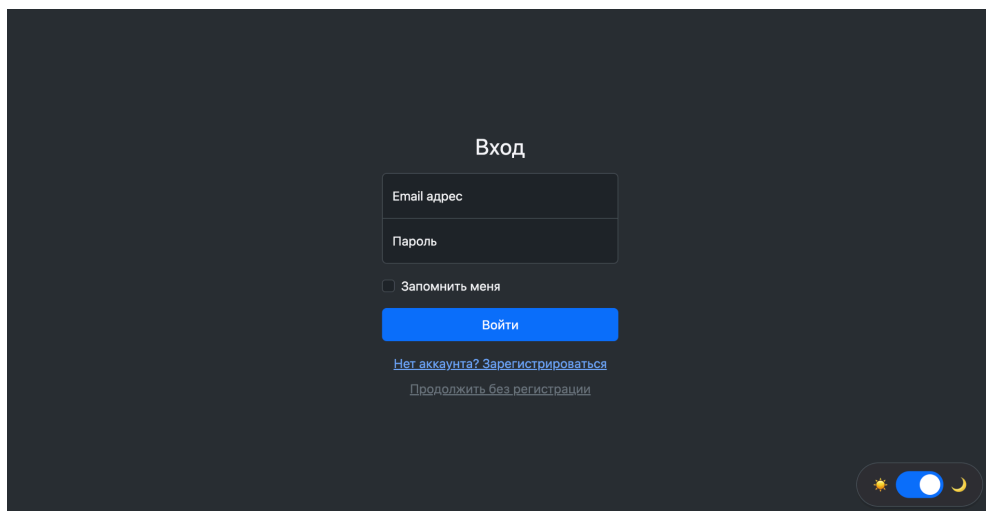 Вход
Email адрес
Пароль
Запомнить меня
Войти
Нет аккаунта? Зарегистрироваться
Продолжить без регистрации